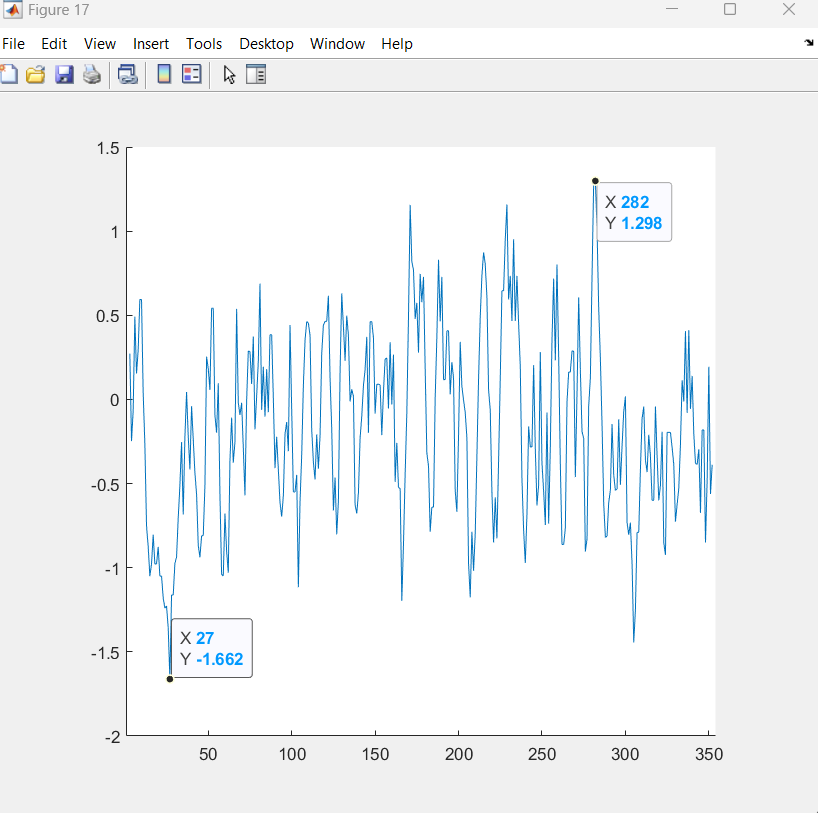 Figure 17
File Edit View Insert Tools Desktop Window Help
1.5
X 282
Y 1.298
1
0.5
0
-0.5
-1
X 27
Y -1.662
-1.5
-2
50 100 150 200 250 300 350